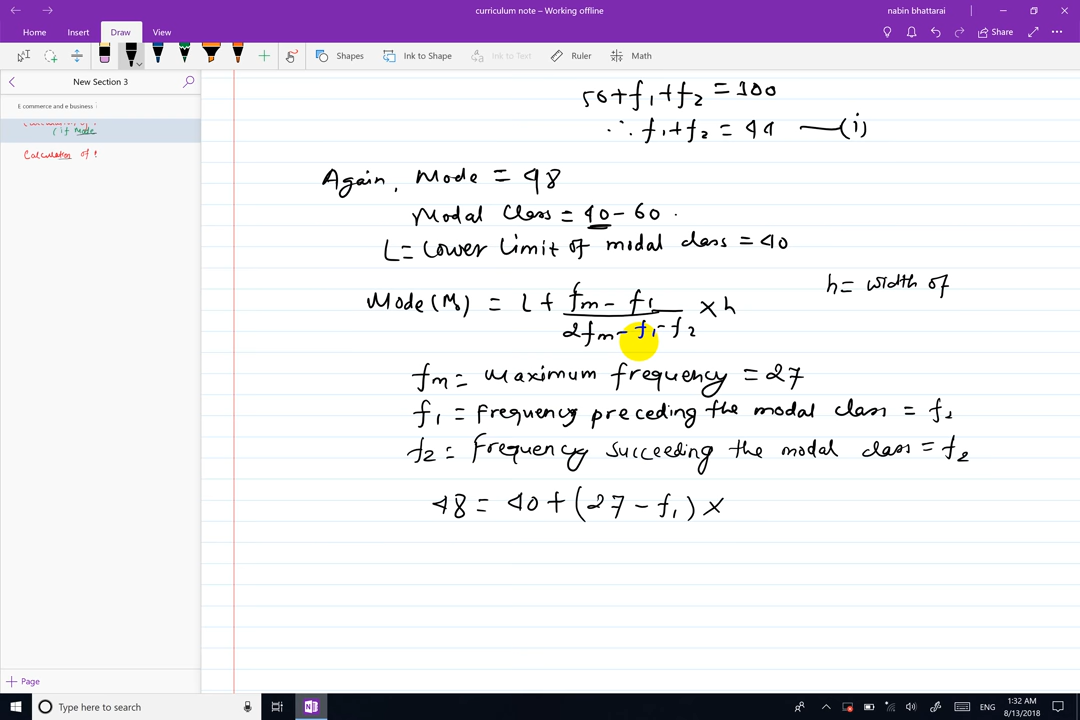 curriculum note – Working offline
nabin bhattarai
Home Insert Draw View
Share
Shapes Ink to Shape Ink to Text Ruler Math
New Section 3
E commerce and e business
(if mode
Calculation of
50+f₁+f₂ = 100
∴ f₁+f₂ = 44 —(i)
Again, Mode = 48
Modal class = 40-60.
L= Lower Limit of modal class = 40
h= width of
Mode(M₀) = l + (fm - f₁)/(2fm-f₁-f₂) × h
fm= maximum frequency = 27
f₁ = Frequency preceding the modal class = f₁
f₂ = Frequency succeeding the modal class = f₂
48 = 40+(27-f₁)×
Page
Type here to search
ENG
1:32 AM
8/13/2018